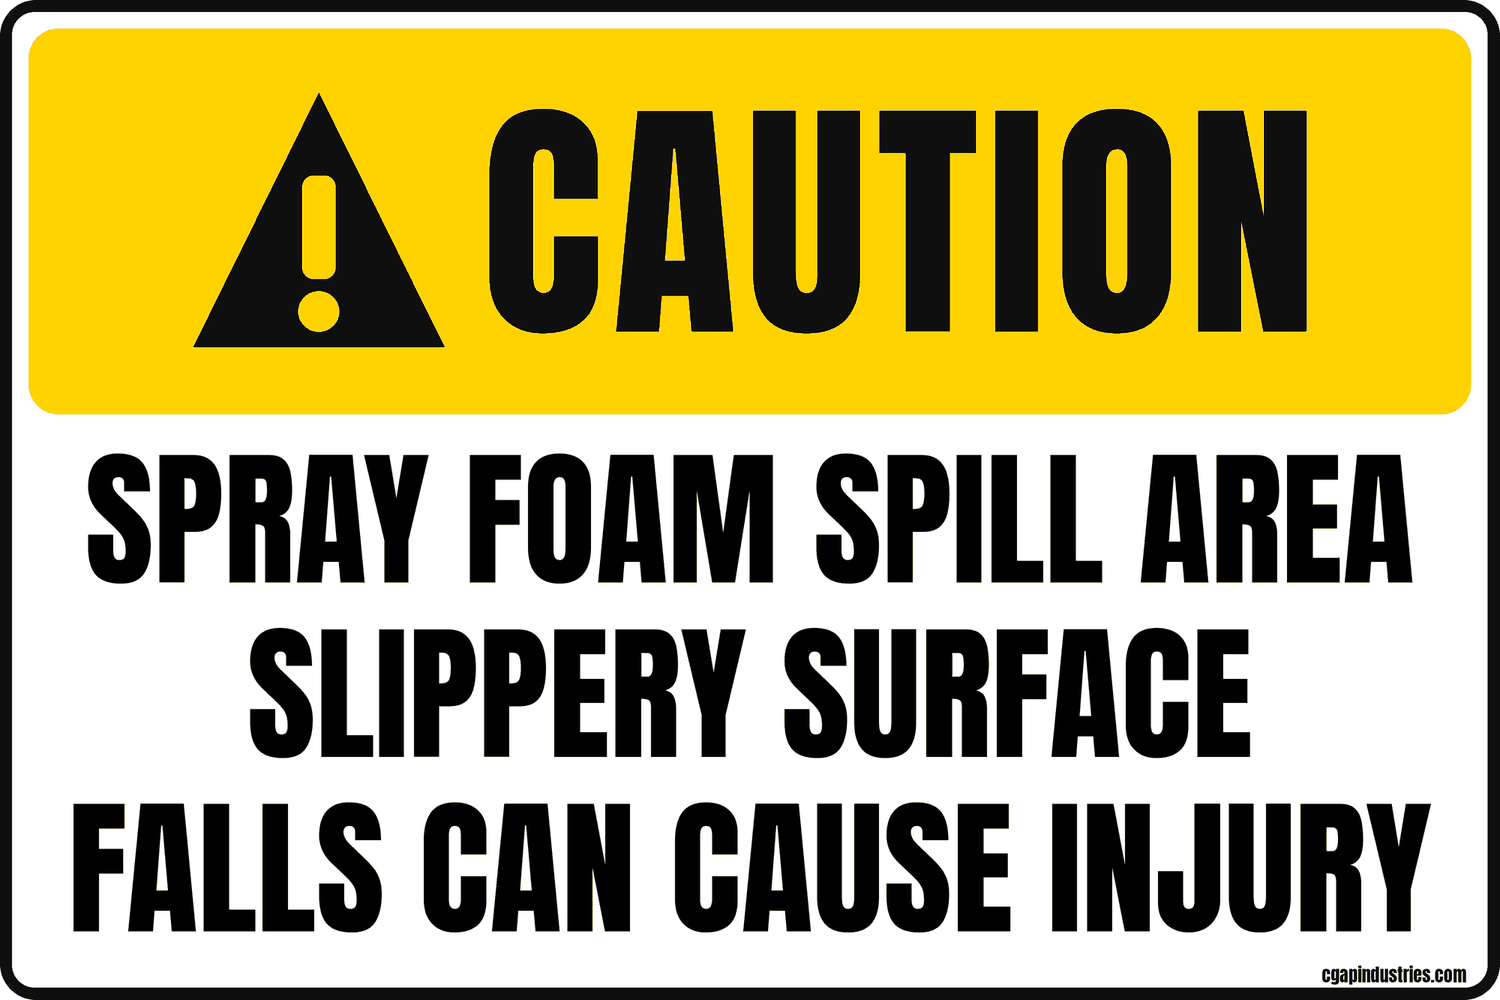 CAUTION
SPRAY FOAM SPILL AREA
SLIPPERY SURFACE
FALLS CAN CAUSE INJURY
cgapindustries.com